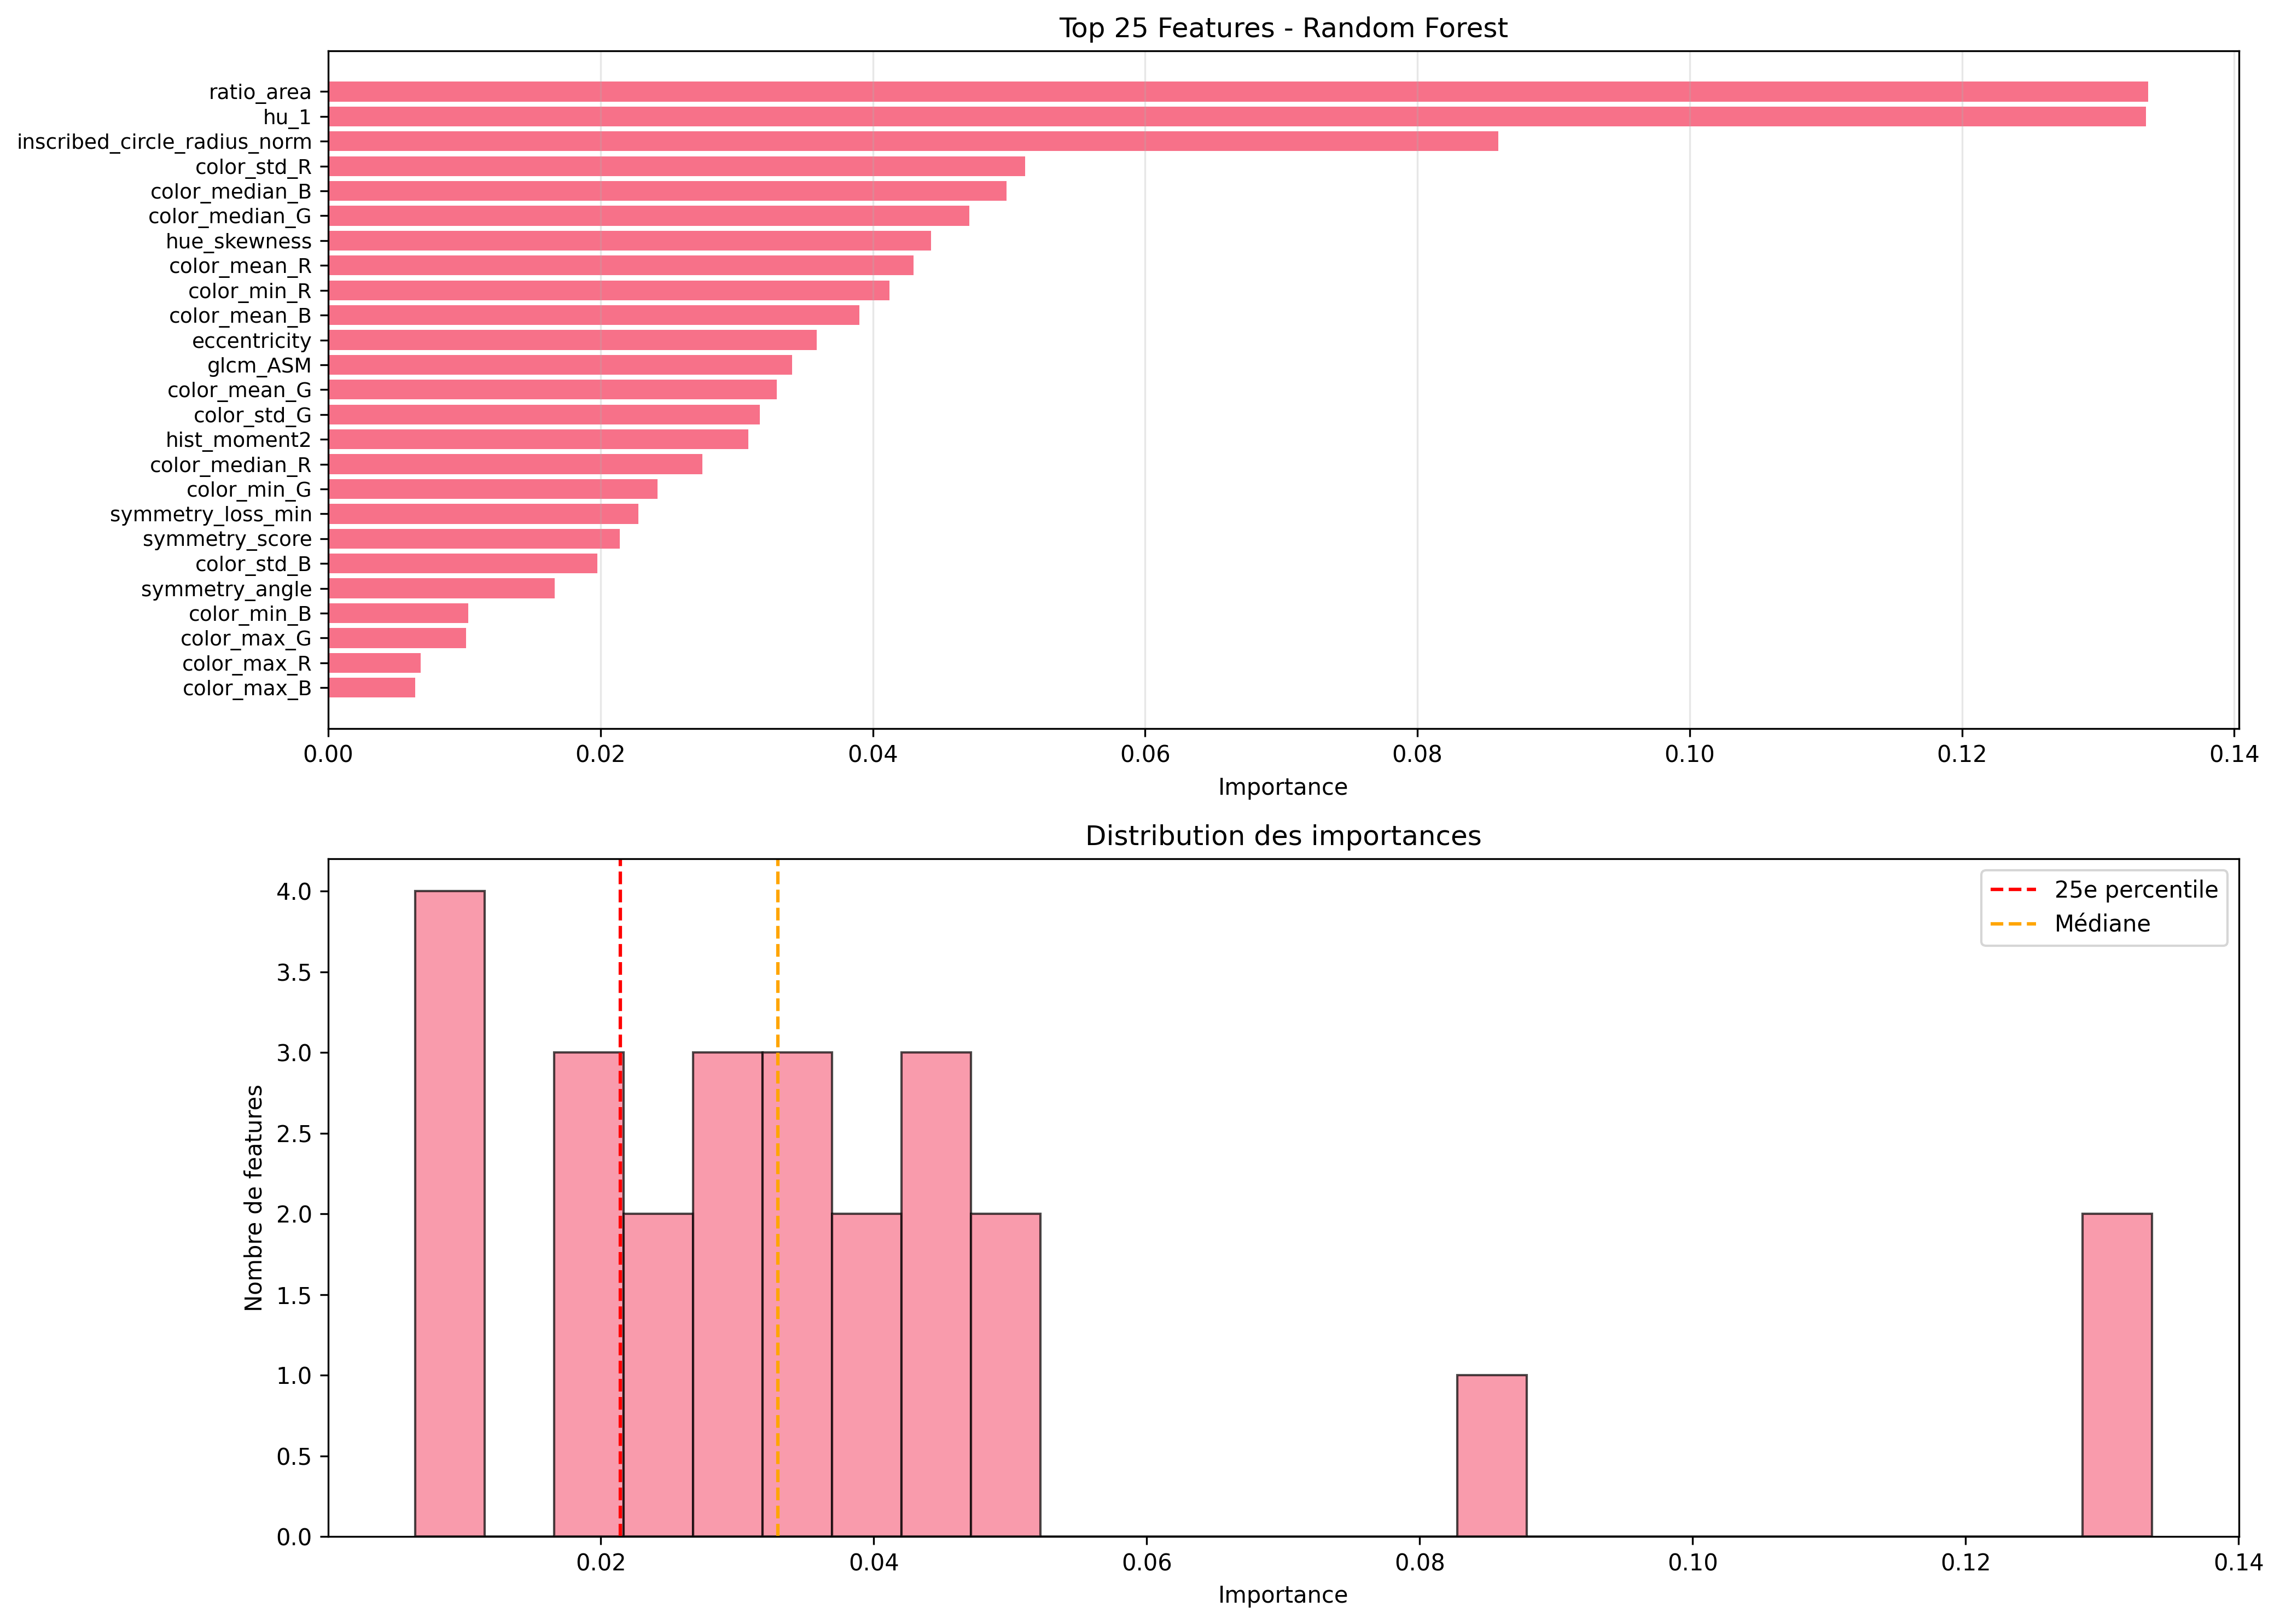 Top 25 Features - Random Forest
ratio_area
hu_1
inscribed_circle_radius_norm
color_std_R
color_median_B
color_median_G
hue_skewness
color_mean_R
color_min_R
color_mean_B
eccentricity
glcm_ASM
color_mean_G
color_std_G
hist_moment2
color_median_R
color_min_G
symmetry_loss_min
symmetry_score
color_std_B
symmetry_angle
color_min_B
color_max_G
color_max_R
color_max_B
0.00 0.02 0.04 0.06 0.08 0.10 0.12 0.14
Importance
Distribution des importances
25e percentile
Médiane
Nombre de features
4.0
3.5
3.0
2.5
2.0
1.5
1.0
0.5
0.0
0.02 0.04 0.06 0.08 0.10 0.12 0.14
Importance